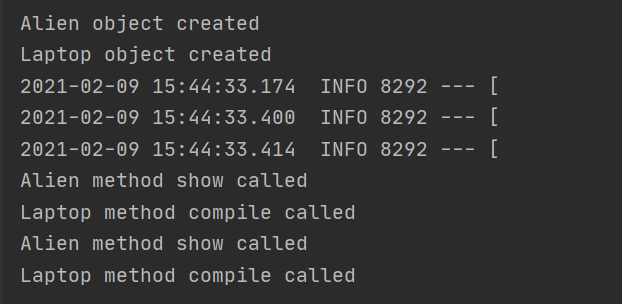 Alien object created
Laptop object created
2021-02-09 15:44:33.174  INFO 8292 --- [
2021-02-09 15:44:33.400  INFO 8292 --- [
2021-02-09 15:44:33.414  INFO 8292 --- [
Alien method show called
Laptop method compile called
Alien method show called
Laptop method compile called